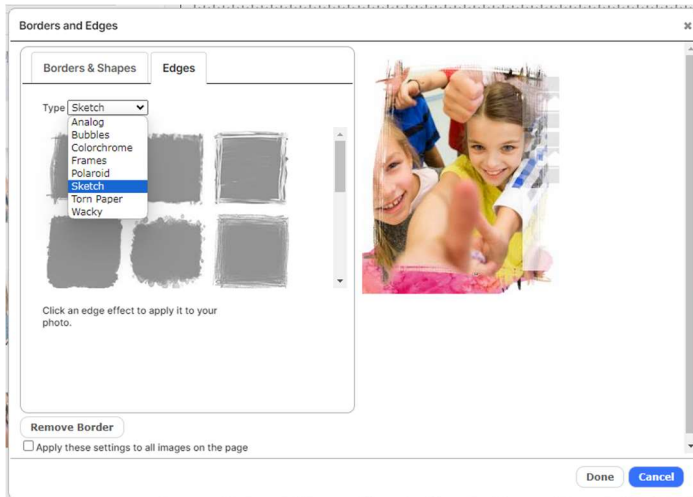 Borders and Edges
Borders & Shapes Edges
Type Sketch
Analog
Bubbles
Colorchrome
Frames
Polaroid
Sketch
Torn Paper
Wacky
Click an edge effect to apply it to your
photo.
Remove Border
Apply these settings to all images on the page
Done Cancel